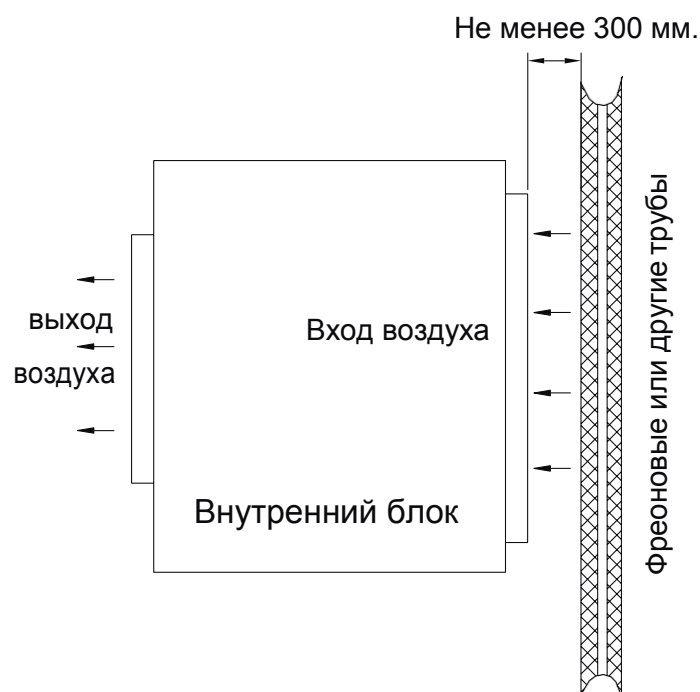 Не менее 300 мм.
выход
воздуха
Вход воздуха
Внутренний блок
Фреоновые или другие трубы